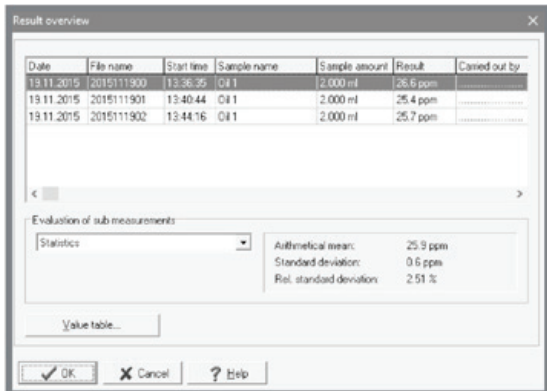 Result overview
Date File name Start time Sample name Sample amount Result Carried out by
19.11.2015 2015111900 13:36:35 Oil 1 2.000 ml 26.6 ppm ................
19.11.2015 2015111901 13:40:44 Oil 1 2.000 ml 25.4 ppm ................
19.11.2015 2015111902 13:44:16 Oil 1 2.000 ml 25.7 ppm ................
Evaluation of sub measurements
Statistics
Arithmetical mean: 25.9 ppm
Standard deviation: 0.6 ppm
Rel. standard deviation: 2.51 %
Value table...
OK Cancel ? Help